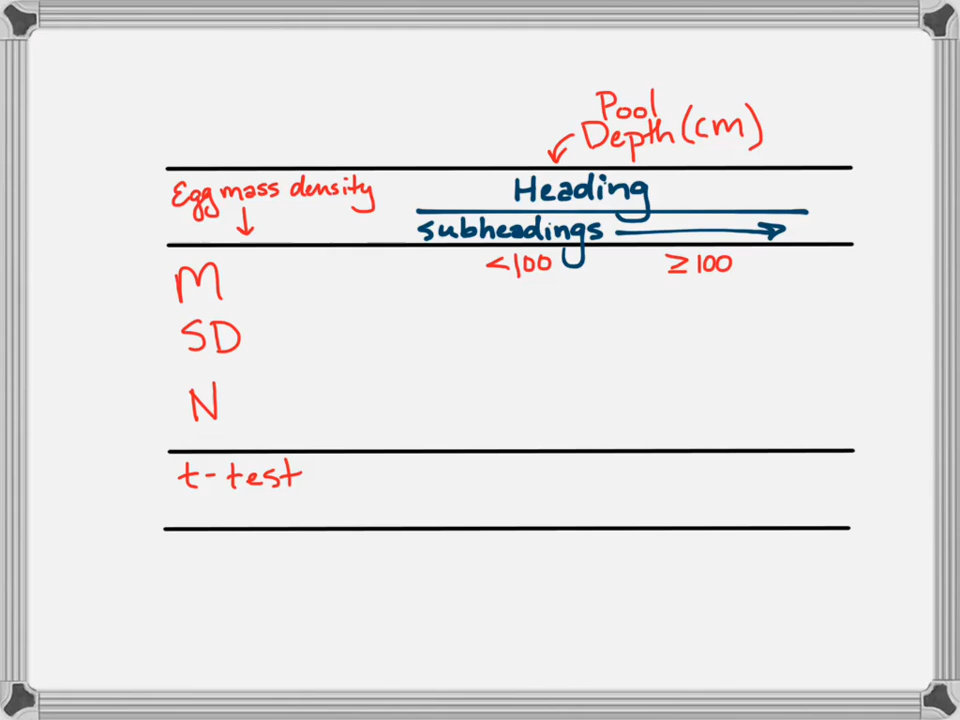 Pool
Depth (cm)
Egg mass density
Heading
subheadings
<100
≥100
M
SD
N
t-test